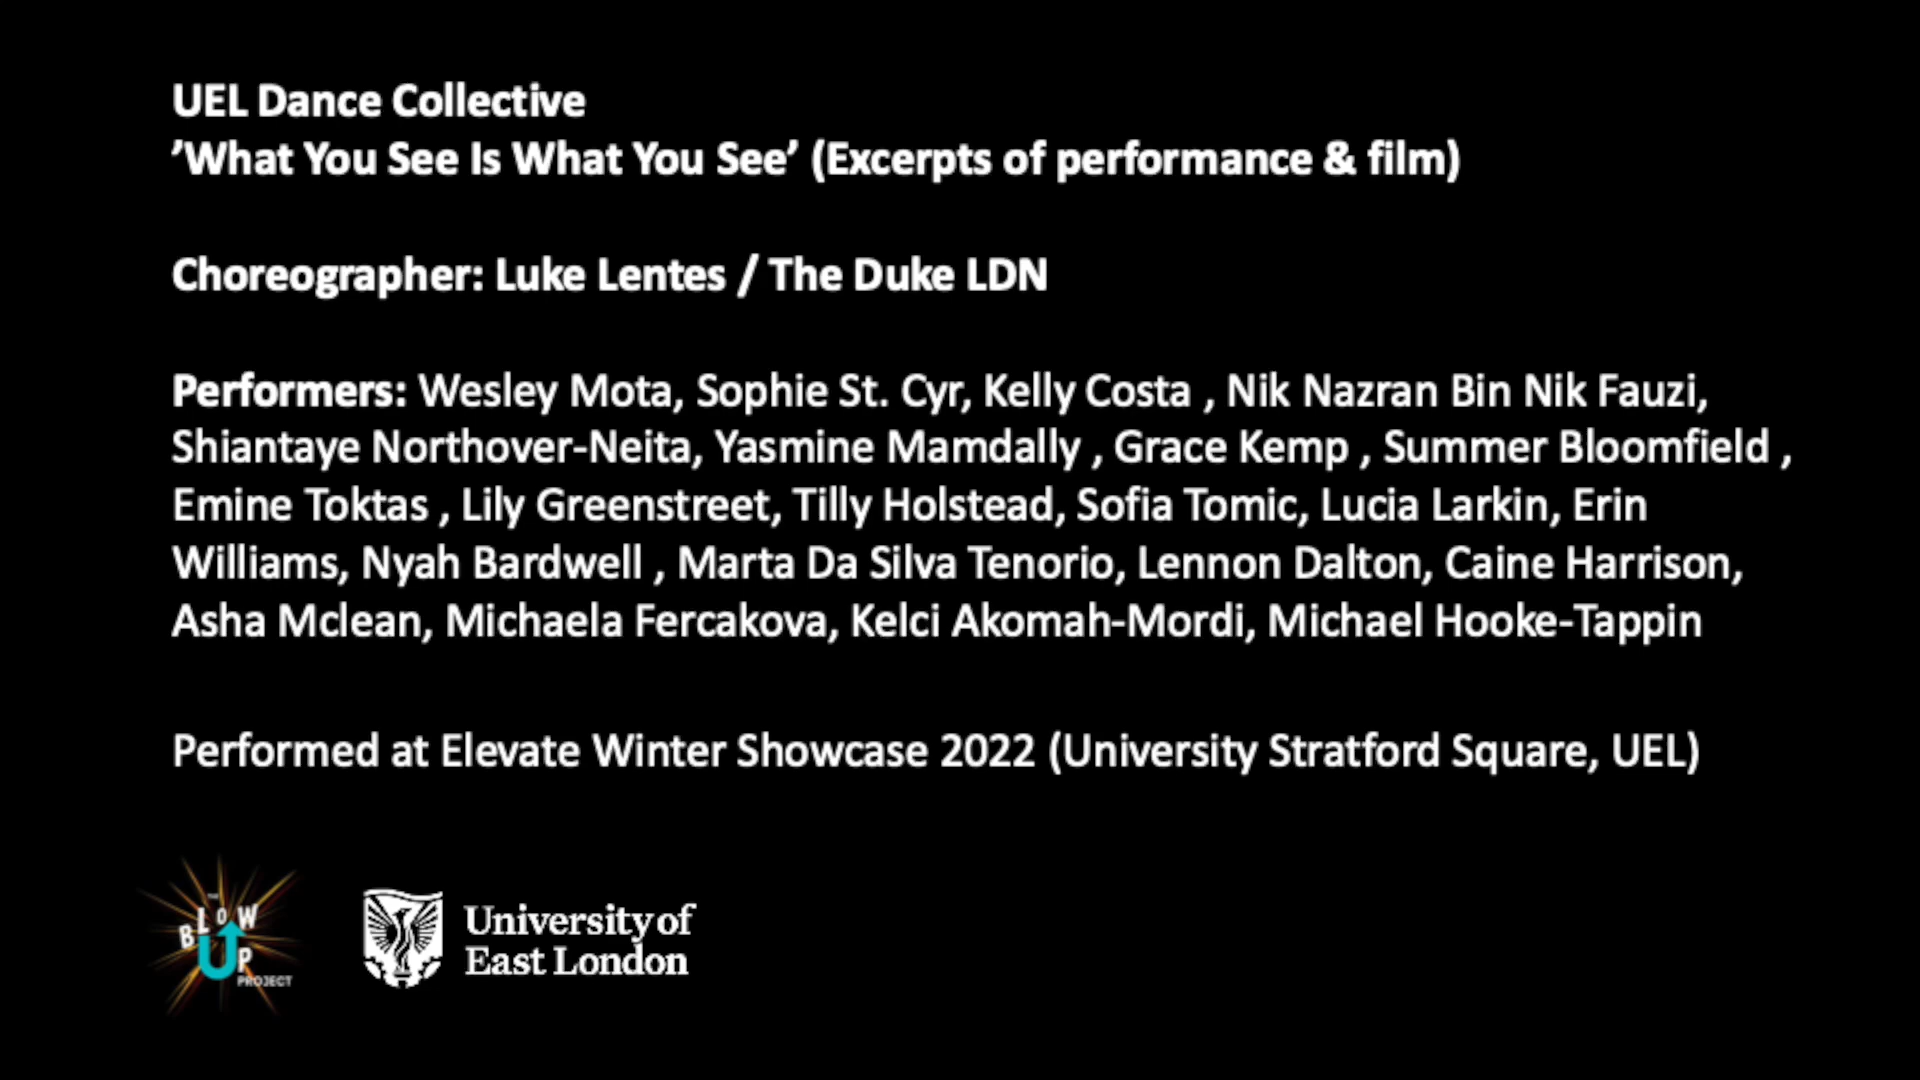 UEL Dance Collective
’What You See Is What You See’ (Excerpts of performance & film)
Choreographer: Luke Lentes / The Duke LDN
Performers: Wesley Mota, Sophie St. Cyr, Kelly Costa , Nik Nazran Bin Nik Fauzi,
Shiantaye Northover-Neita, Yasmine Mamdally , Grace Kemp , Summer Bloomfield ,
Emine Toktas , Lily Greenstreet, Tilly Holstead, Sofia Tomic, Lucia Larkin, Erin
Williams, Nyah Bardwell , Marta Da Silva Tenorio, Lennon Dalton, Caine Harrison,
Asha Mclean, Michaela Fercakova, Kelci Akomah-Mordi, Michael Hooke-Tappin
Performed at Elevate Winter Showcase 2022 (University Stratford Square, UEL)
THE
BLOW
UP
PROJECT
University of
East London